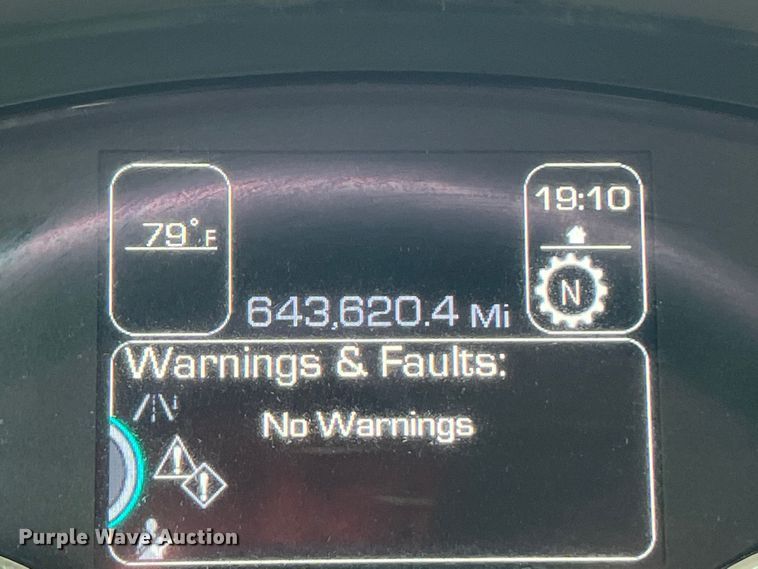 79°F
19:10
N
643,620.4 Mi
Warnings & Faults:
No Warnings
Purple Wave Auction